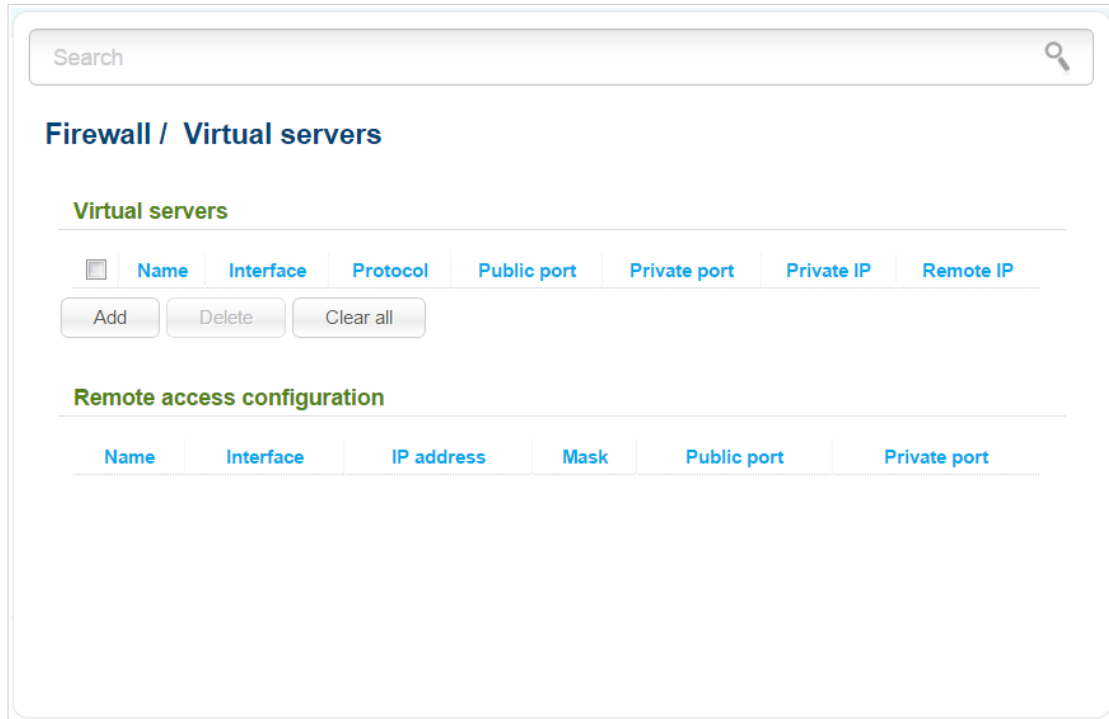 Search
Firewall /  Virtual servers
Virtual servers
Name Interface Protocol Public port Private port Private IP Remote IP
Add Delete Clear all
Remote access configuration
Name Interface IP address Mask Public port Private port